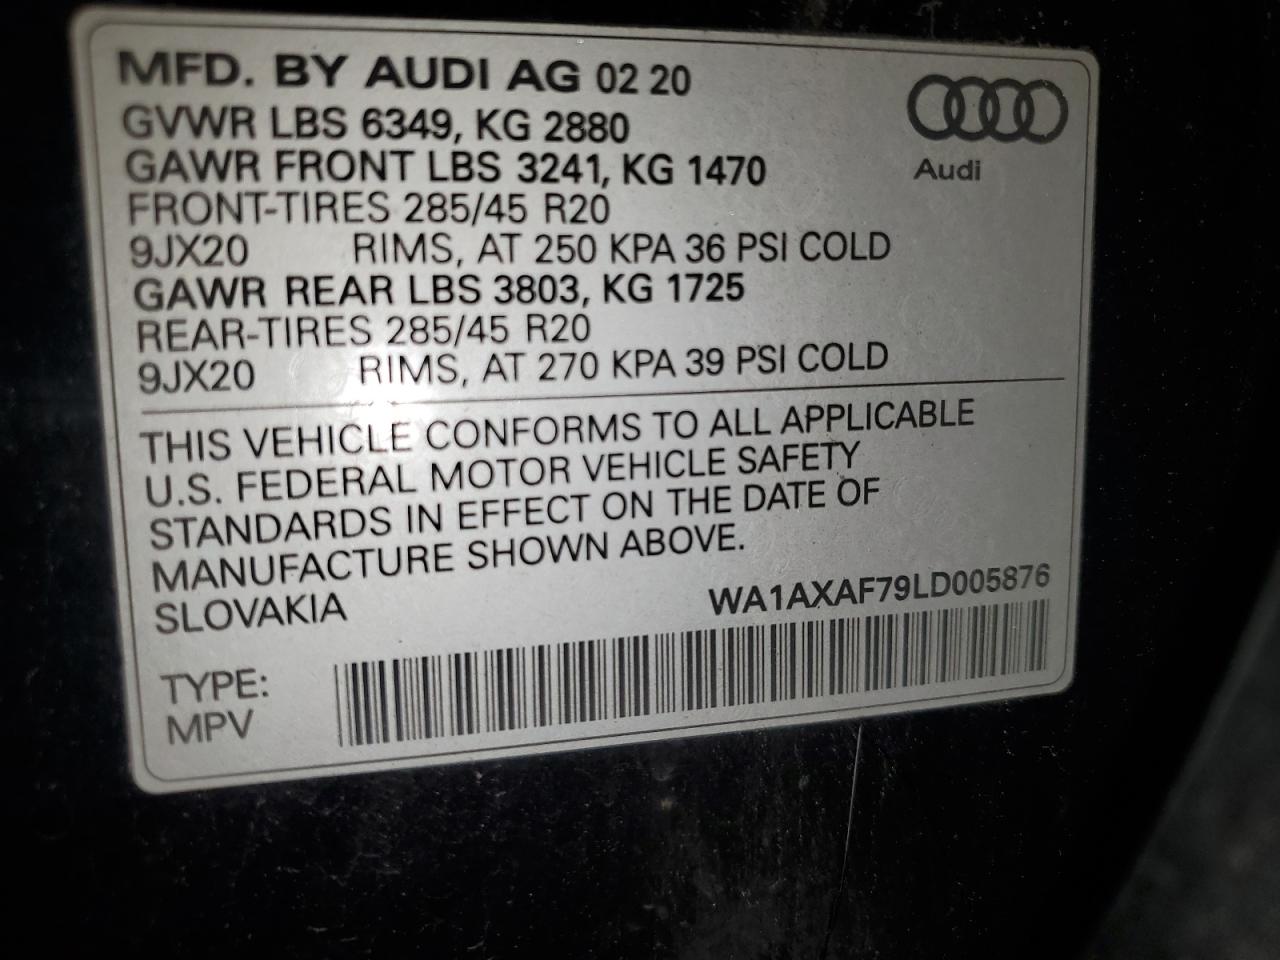 MFD. BY AUDI AG 02 20
GVWR LBS 6349, KG 2880
GAWR FRONT LBS 3241, KG 1470
FRONT-TIRES 285/45 R20
9JX20 RIMS, AT 250 KPA 36 PSI COLD
GAWR REAR LBS 3803, KG 1725
REAR-TIRES 285/45 R20
9JX20 RIMS, AT 270 KPA 39 PSI COLD
Audi
THIS VEHICLE CONFORMS TO ALL APPLICABLE
U.S. FEDERAL MOTOR VEHICLE SAFETY
STANDARDS IN EFFECT ON THE DATE OF
MANUFACTURE SHOWN ABOVE.
SLOVAKIA
WA1AXAF79LD005876
TYPE:
MPV